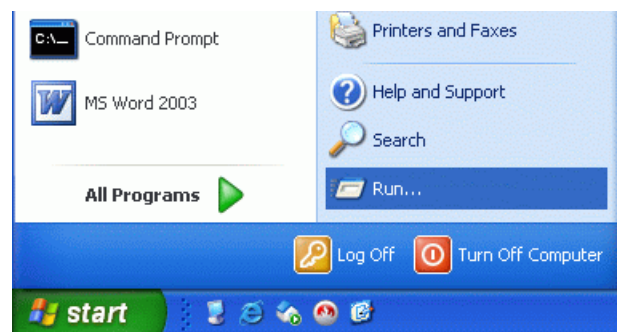 C:\_
Command Prompt
W
MS Word 2003
All Programs
Printers and Faxes
?
Help and Support
Search
Run...
Log Off
Turn Off Computer
start